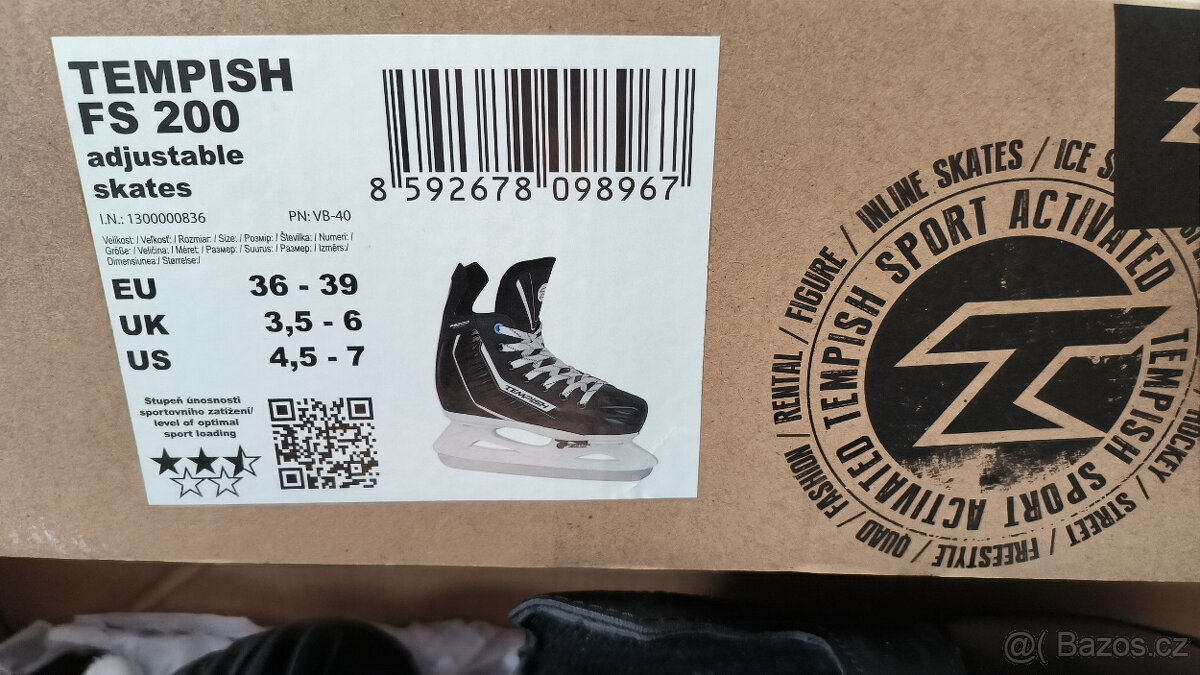 TEMPISH
FS 200
adjustable
skates
8 592678 098967
I.N.: 1300000836 PN: VB-40
Velikost: / Veľkosť: / Rozmiar: / Size: / Розмір: / Številka: / Numeri: /
Größe: / Veličina: / Méret: / Размер: / Suurus: / Размер: / Izmērs:/
Dimensiunea:/ Størrelse:/
EU 36 - 39
UK 3,5 - 6
US 4,5 - 7
Stupeň únosnosti
sportovního zatížení/
level of optimal
sport loading
TEMPISH
TEMPISH SPORT ACTIVATED
TEMPISH SPORT ACTIVATED
RENTAL / FIGURE / INLINE SKATES / ICE
STREET / FREESTYLE / QUAD / FASHION /
@( Bazos.cz